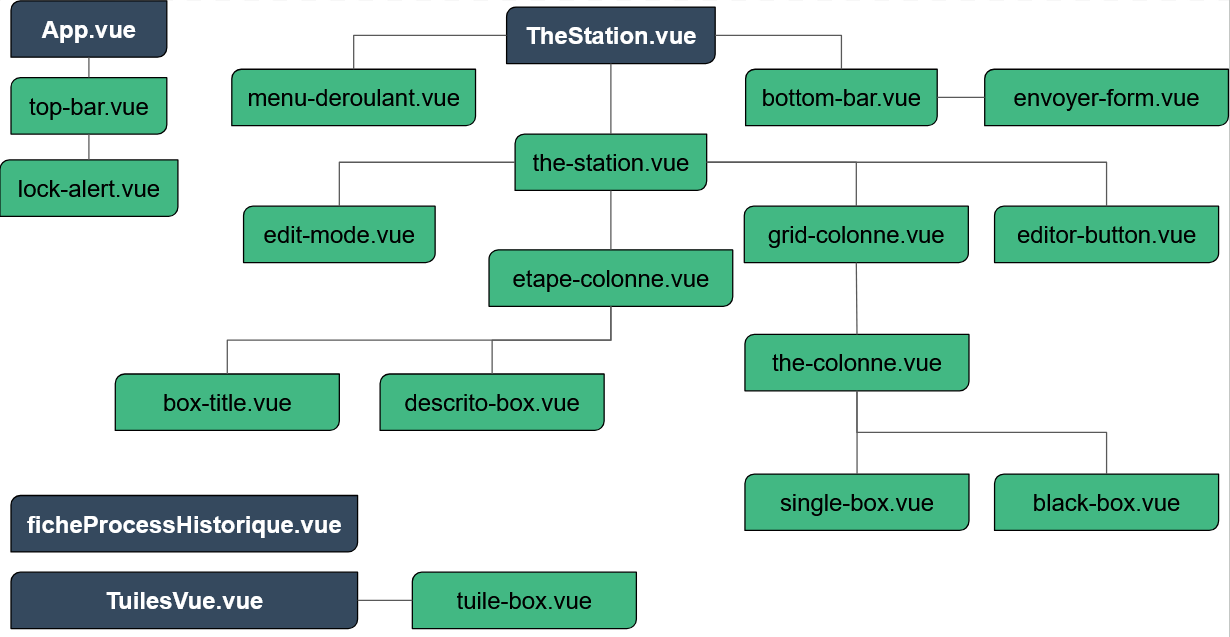 App.vue
TheStation.vue
top-bar.vue
menu-deroulant.vue
bottom-bar.vue
envoyer-form.vue
lock-alert.vue
the-station.vue
edit-mode.vue
grid-colonne.vue
editor-button.vue
etape-colonne.vue
the-colonne.vue
box-title.vue
descrito-box.vue
single-box.vue
black-box.vue
ficheProcessHistorique.vue
TuilesVue.vue
tuile-box.vue